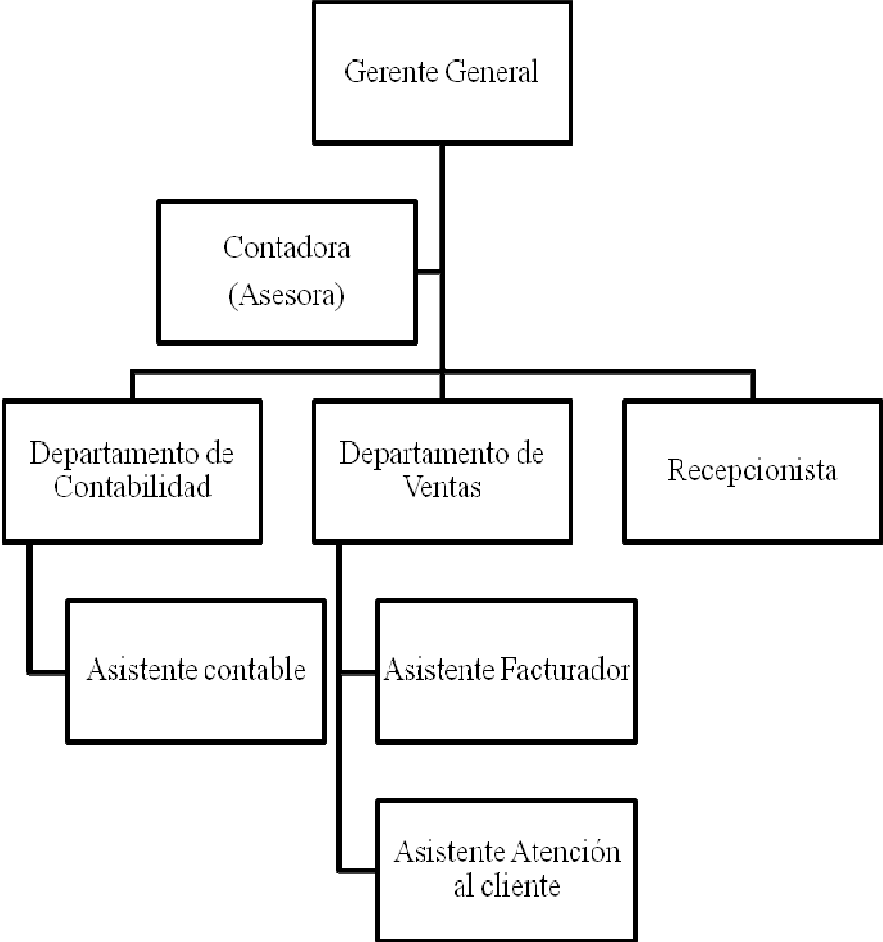 Gerente General
Contadora
(Asesora)
Departamento de
Contabilidad
Departamento de
Ventas
Recepcionista
Asistente contable
Asistente Facturador
Asistente Atención
al cliente